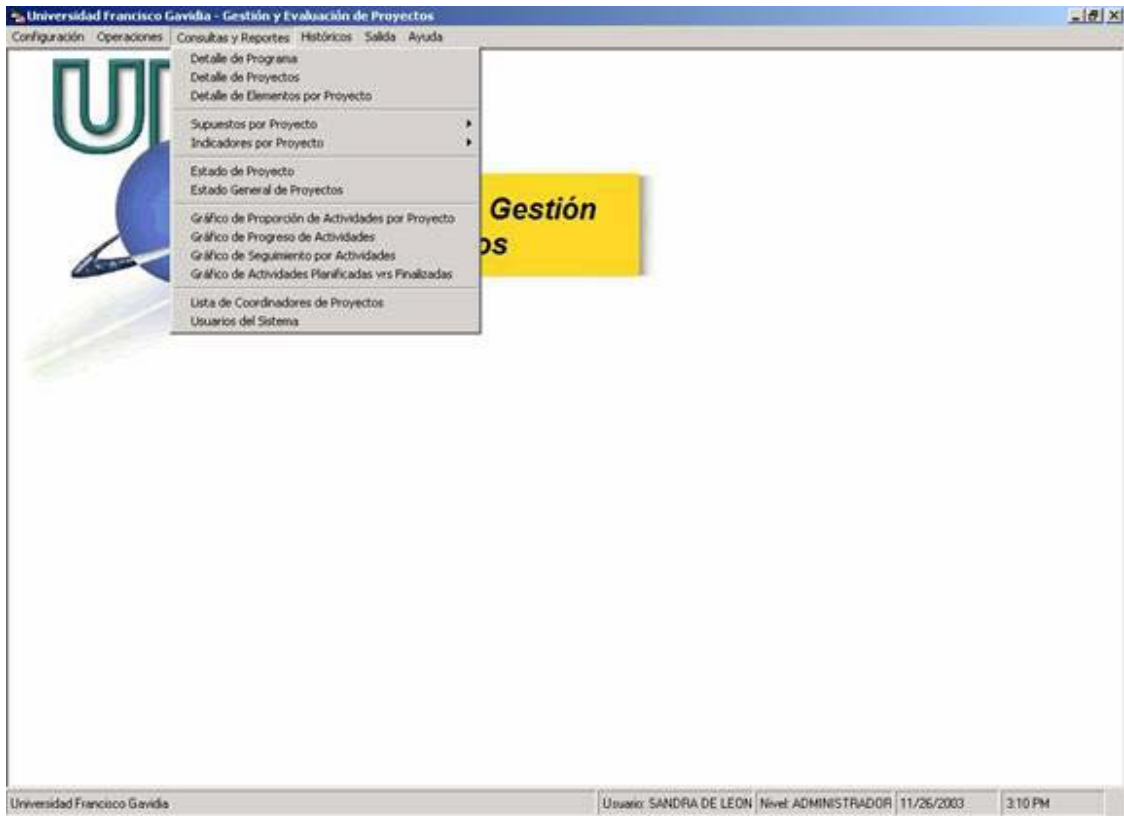 Universidad Francisco Gavidia - Gestión y Evaluación de Proyectos
Configuración Operaciones Consultas y Reportes Históricos Salida Ayuda
Detalle de Programa
Detalle de Proyectos
Detalle de Elementos por Proyecto
Supuestos por Proyecto
Indicadores por Proyecto
Estado de Proyecto
Estado General de Proyectos
Gráfico de Proporción de Actividades por Proyecto
Gráfico de Progreso de Actividades
Gráfico de Seguimiento por Actividades
Gráfico de Actividades Planificadas vrs Finalizadas
Lista de Coordinadores de Proyectos
Usuarios del Sistema
Gestión
os
Universidad Francisco Gavidia Usuario: SANDRA DE LEON Nivel: ADMINISTRADOR 11/26/2003 3:10 PM